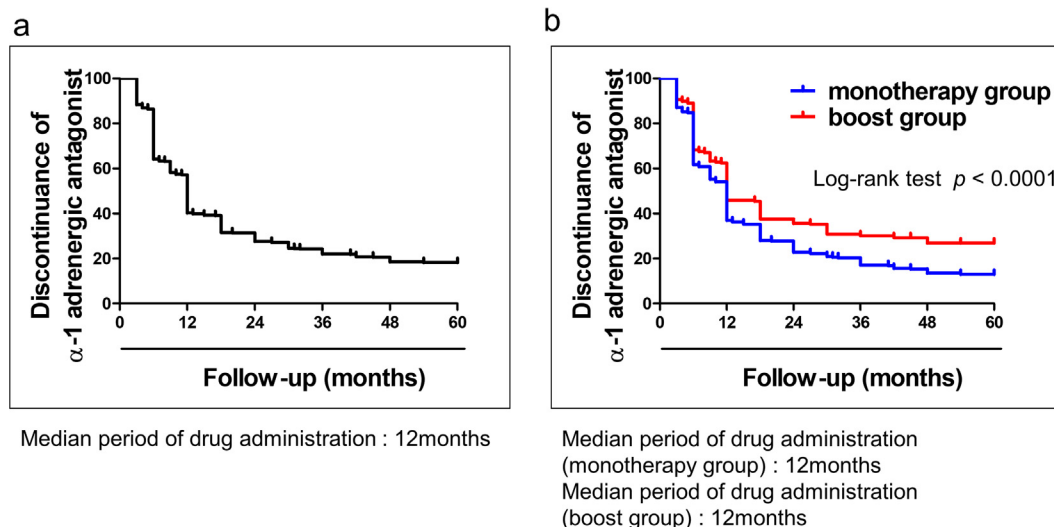 a
Discontinuance of
α-1 adrenergic antagonist
100
80
60
40
20
0
0 12 24 36 48 60
Follow-up (months)
Median period of drug administration : 12months
b
Discontinuance of
α-1 adrenergic antagonist
100
80
60
40
20
0
0 12 24 36 48 60
monotherapy group
boost group
Log-rank test p < 0.0001
Follow-up (months)
Median period of drug administration
(monotherapy group) : 12months
Median period of drug administration
(boost group) : 12months